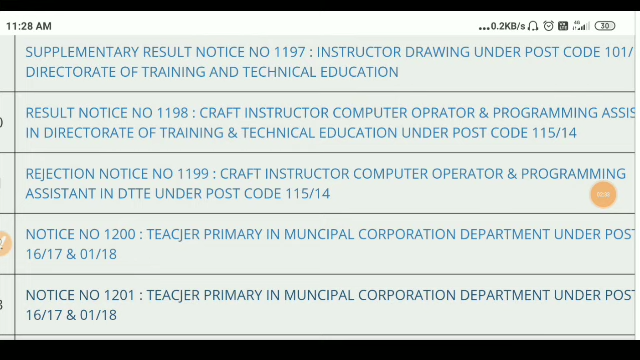 11:28 AM
...0.2KB/s
4G
30
SUPPLEMENTARY RESULT NOTICE NO 1197 : INSTRUCTOR DRAWING UNDER POST CODE 101/
DIRECTORATE OF TRAINING AND TECHNICAL EDUCATION
RESULT NOTICE NO 1198 : CRAFT INSTRUCTOR COMPUTER OPRATOR & PROGRAMMING ASSIS
IN DIRECTORATE OF TRAINING & TECHNICAL EDUCATION UNDER POST CODE 115/14
REJECTION NOTICE NO 1199 : CRAFT INSTRUCTOR COMPUTER OPERATOR & PROGRAMMING
ASSISTANT IN DTTE UNDER POST CODE 115/14
NOTICE NO 1200 : TEACJER PRIMARY IN MUNCIPAL CORPORATION DEPARTMENT UNDER POST
16/17 & 01/18
NOTICE NO 1201 : TEACJER PRIMARY IN MUNCIPAL CORPORATION DEPARTMENT UNDER POST
16/17 & 01/18